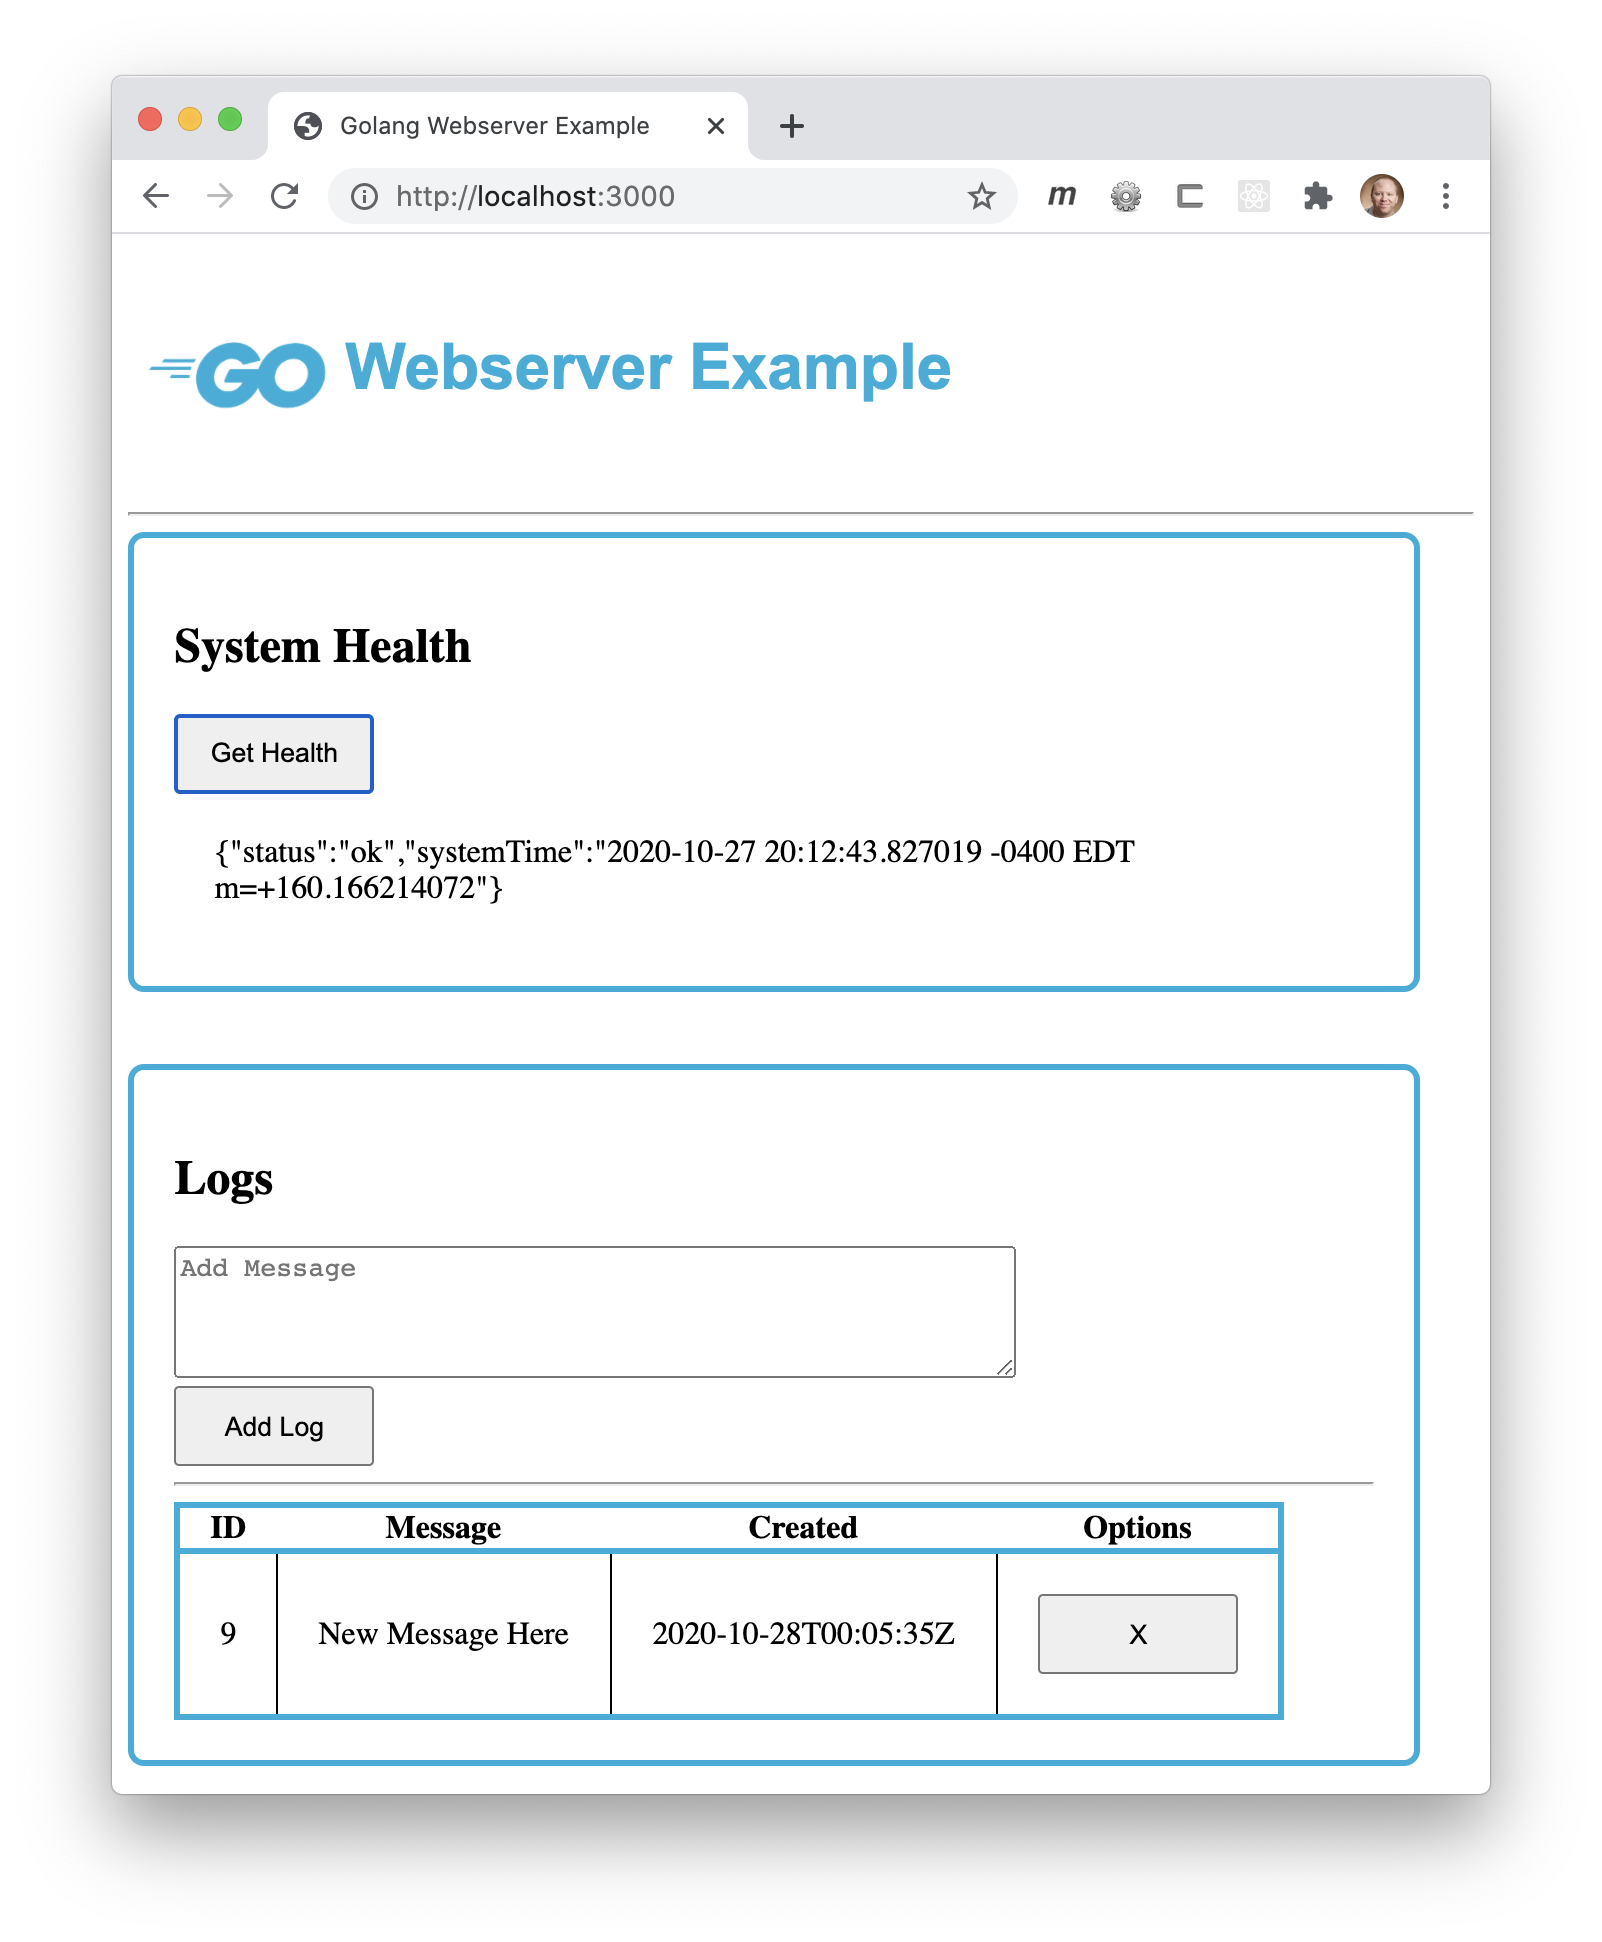 Golang Webserver Example
http://localhost:3000
m
GO Webserver Example
System Health
Get Health
{"status":"ok","systemTime":"2020-10-27 20:12:43.827019 -0400 EDT
m=+160.166214072"}
Logs
Add Message
Add Log
ID Message Created Options
9 New Message Here 2020-10-28T00:05:35Z X